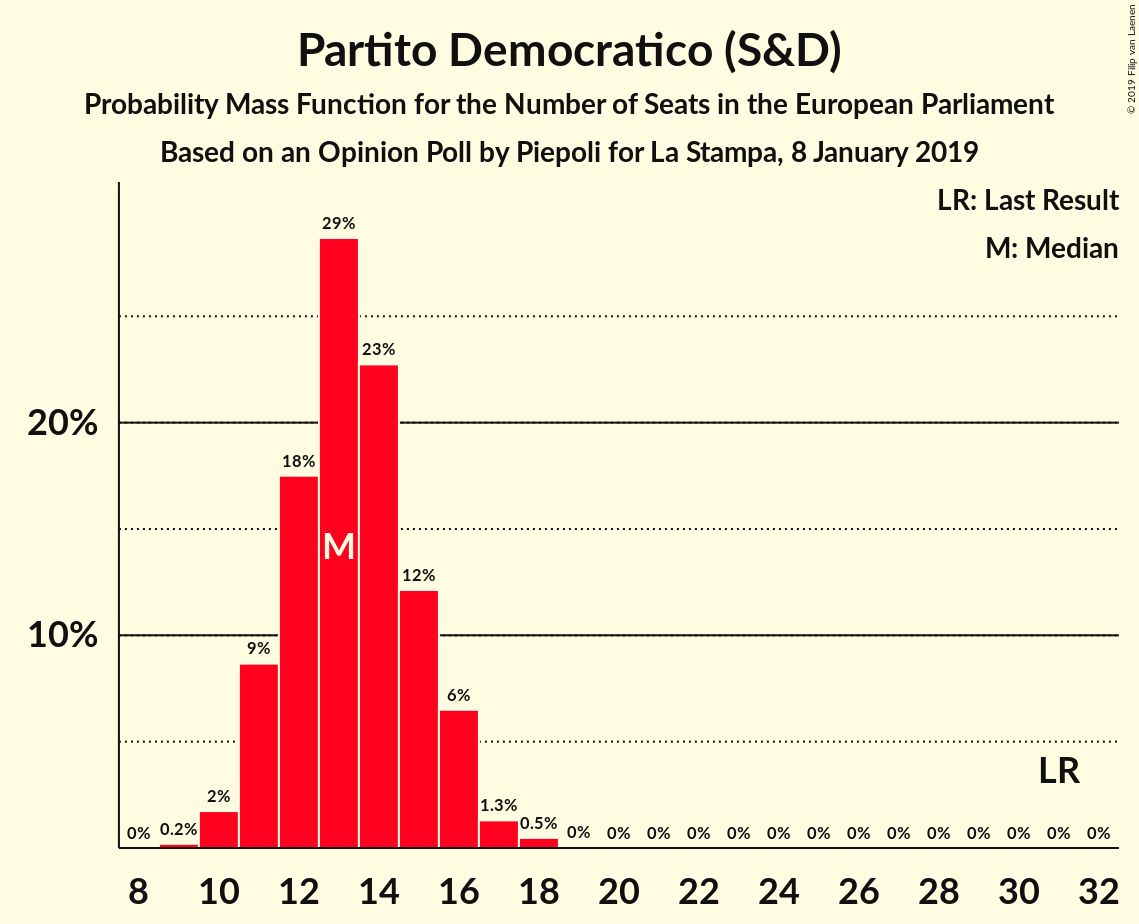 © 2019 Filip van Laenen
Partito Democratico (S&D)
Probability Mass Function for the Number of Seats in the European Parliament
Based on an Opinion Poll by Piepoli for La Stampa, 8 January 2019
LR: Last Result
M: Median
29%
23%
20%
18%
M
12%
10%
9%
6%
LR
2%
1.3%
0% 0.2% 0.5% 0% 0% 0% 0% 0% 0% 0% 0% 0% 0% 0% 0% 0% 0%
8 10 12 14 16 18 20 22 24 26 28 30 32